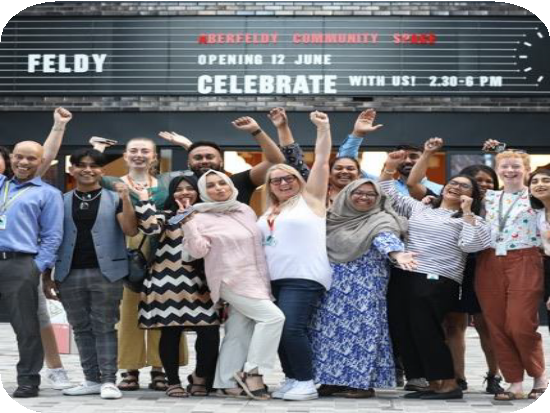 ABERFELDY COMMUNITY SPACE
FELDY
OPENING 12 JUNE
CELEBRATE WITH US! 2.30-6 PM